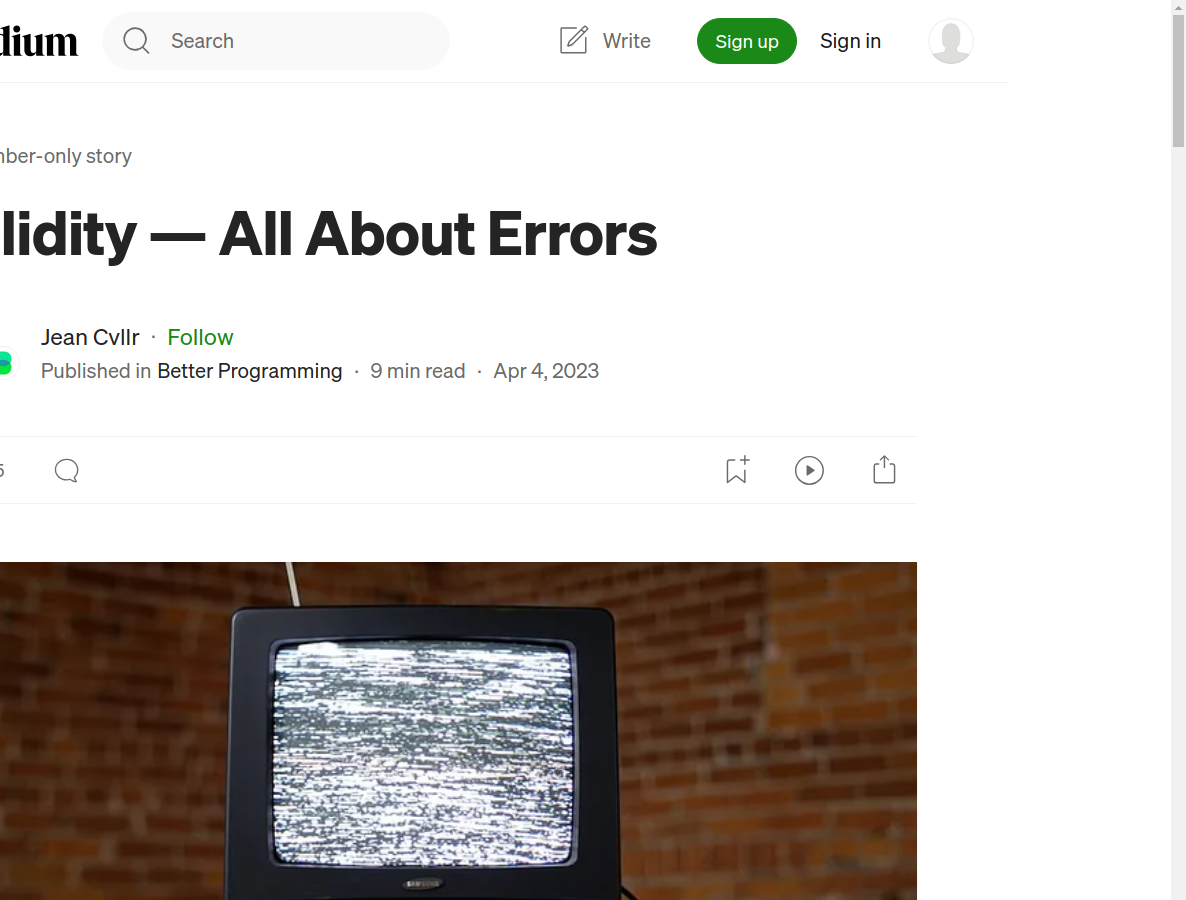 dium
Search
Write
Sign up
Sign in
ber-only story
lidity — All About Errors
Jean Cvllr · Follow
Published in Better Programming · 9 min read · Apr 4, 2023
5
SAMSUNG